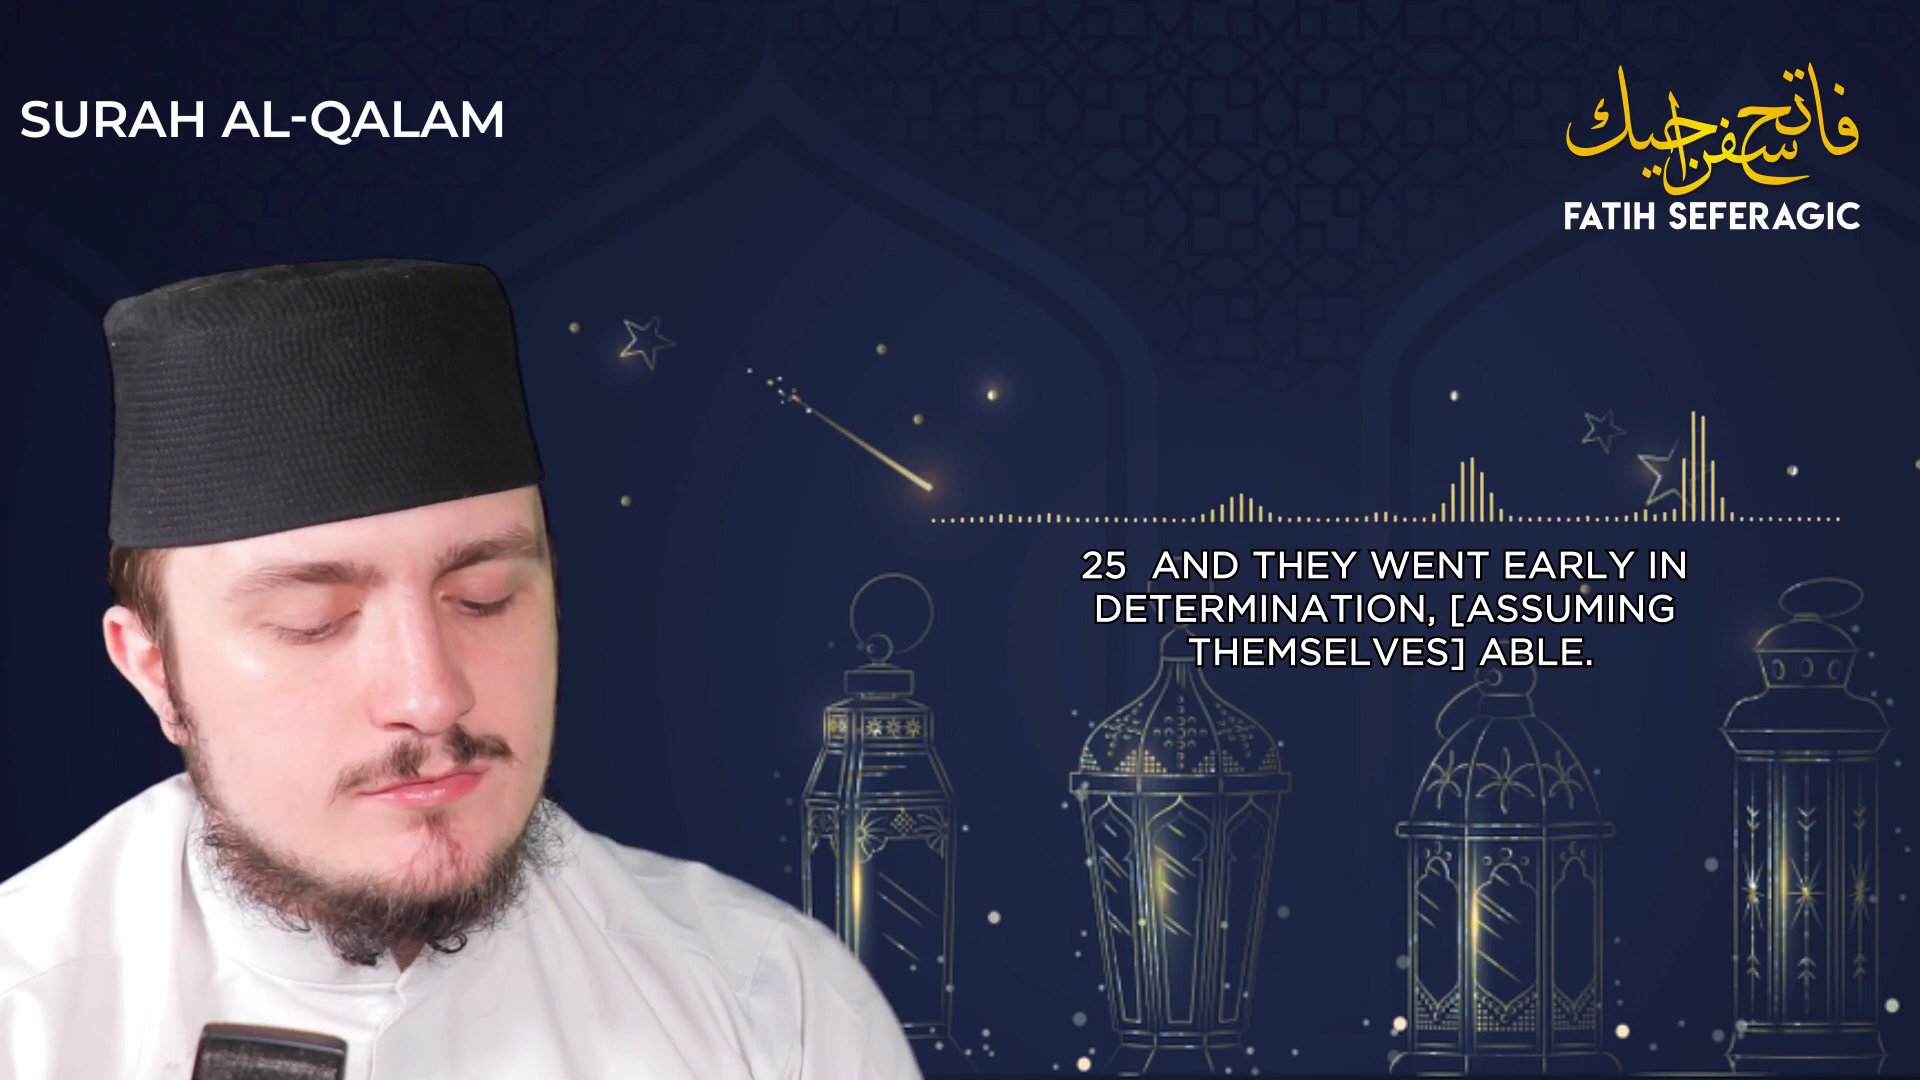 SURAH AL-QALAM
فاتح سفراجيك
FATIH SEFERAGIC
25 AND THEY WENT EARLY IN
DETERMINATION, [ASSUMING
THEMSELVES] ABLE.